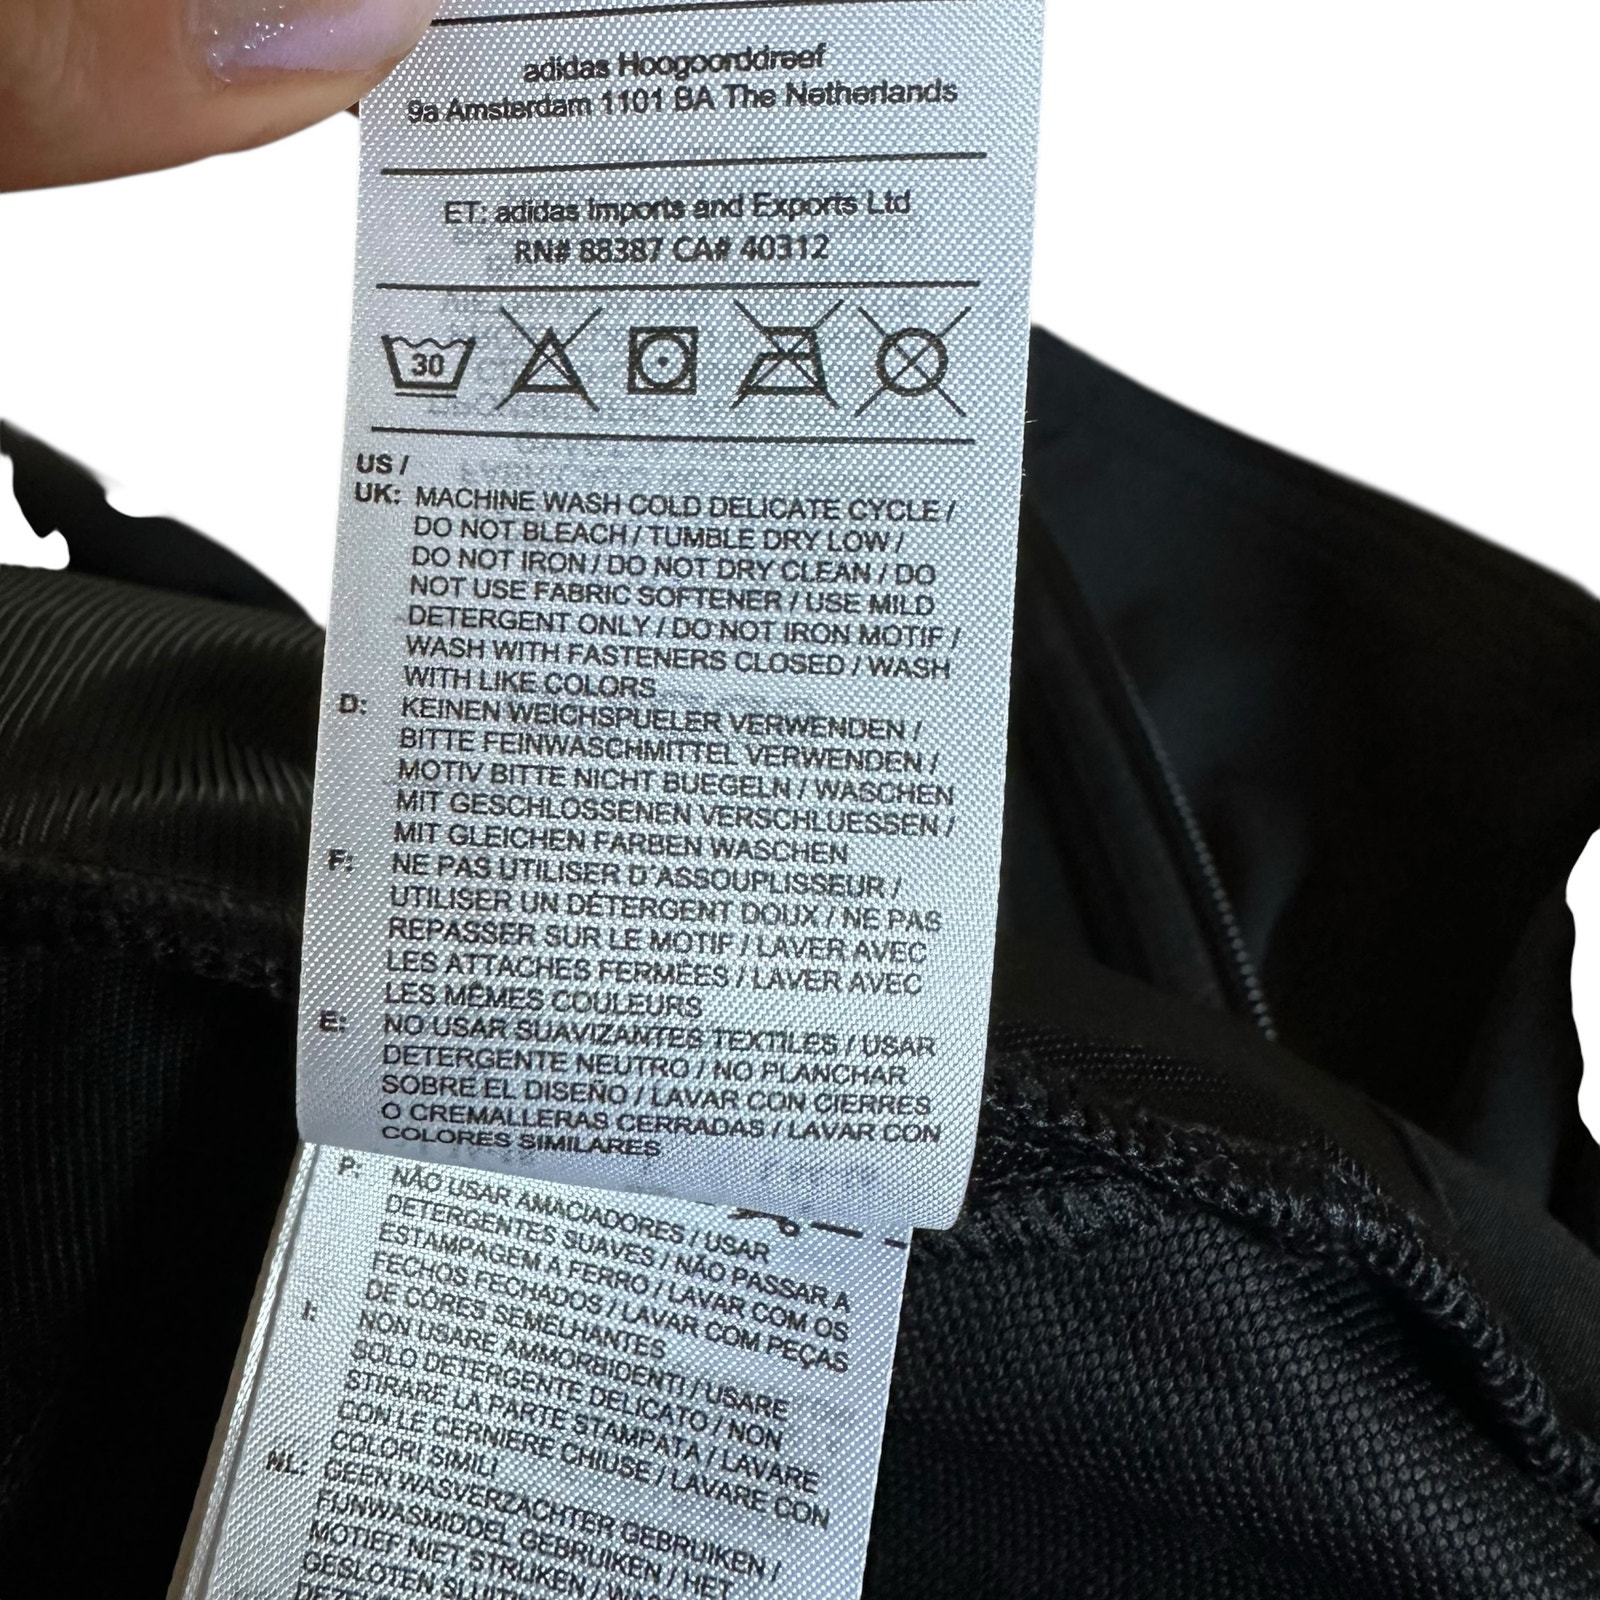 adidas Hoogoorddreef
9a Amsterdam 1101 BA The Netherlands
ET: adidas Imports and Exports Ltd
RN# 88387 CA# 40312
30
US /
UK: MACHINE WASH COLD DELICATE CYCLE /
DO NOT BLEACH / TUMBLE DRY LOW /
DO NOT IRON / DO NOT DRY CLEAN / DO
NOT USE FABRIC SOFTENER / USE MILD
DETERGENT ONLY / DO NOT IRON MOTIF /
WASH WITH FASTENERS CLOSED / WASH
WITH LIKE COLORS
D: KEINEN WEICHSPUELER VERWENDEN /
BITTE FEINWASCHMITTEL VERWENDEN /
MOTIV BITTE NICHT BUEGELN / WASCHEN
MIT GESCHLOSSENEN VERSCHLUESSEN /
MIT GLEICHEN FARBEN WASCHEN
F: NE PAS UTILISER D'ASSOUPLISSEUR /
UTILISER UN DÉTERGENT DOUX / NE PAS
REPASSER SUR LE MOTIF / LAVER AVEC
LES ATTACHES FERMÉES / LAVER AVEC
LES MÊMES COULEURS
E: NO USAR SUAVIZANTES TEXTILES / USAR
DETERGENTE NEUTRO / NO PLANCHAR
SOBRE EL DISEÑO / LAVAR CON CIERRES
O CREMALLERAS CERRADAS / LAVAR CON
COLORES SIMILARES
P: NÃO USAR AMACIADORES / USAR
DETERGENTES SUAVES / NÃO PASSAR A
ESTAMPAGEM A FERRO / LAVAR COM OS
FECHOS FECHADOS / LAVAR COM PEÇAS
DE CORES SEMELHANTES
I: NON USARE AMMORBIDENTI / USARE
SOLO DETERGENTE DELICATO / NON
STIRARE LA PARTE STAMPATA / LAVARE
CON LE CERNIERE CHIUSE / LAVARE CON
COLORI SIMILI
NL: GEEN WASVERZACHTER GEBRUIKEN /
FIJNWASMIDDEL GEBRUIKEN / HET
MOTIEF NIET STRIJKEN /
GESLOTEN